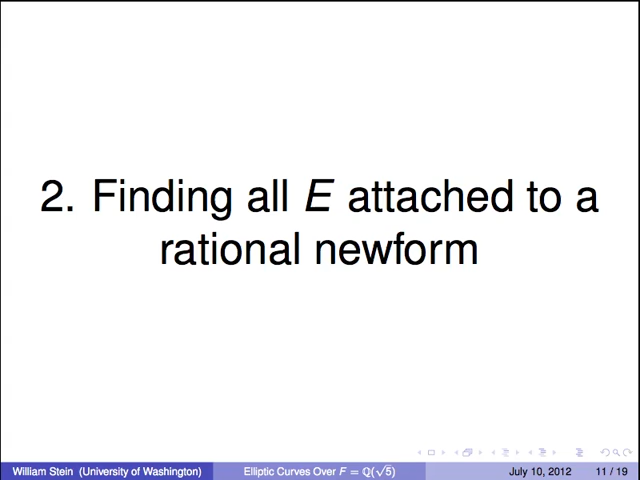 2. Finding all E attached to a
rational newform
William Stein (University of Washington) Elliptic Curves Over F = ℚ(√5) July 10, 2012 11 / 19